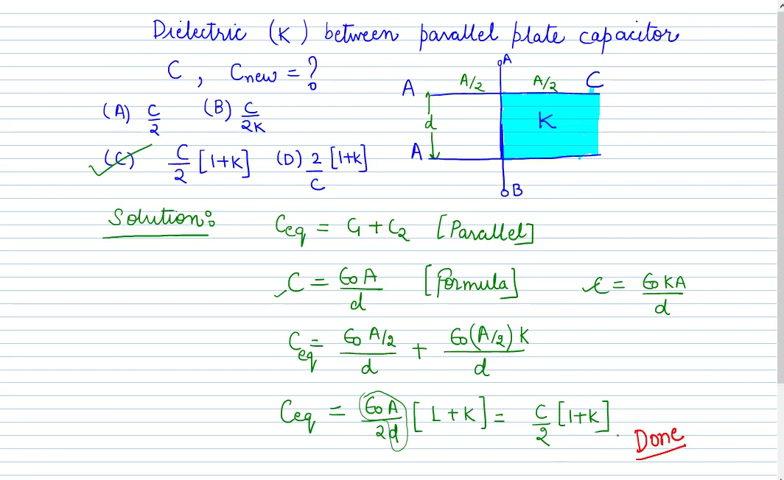 Dielectric (K) between parallel plate capacitor
C , Cnew = ?
(A) C/2 (B) C/2K
(C) C/2 [1+K] (D) 2/C [1+K]
A
A/2 A/2 C
A
d
K
A
B
Solution:
Ceq = C1 + C2 [Parallel]
C = ϵ0 A/d [Formula] C = ϵ0 KA/d
Ceq = ϵ0 A/2 / d + ϵ0 (A/2) K / d
Ceq = ϵ0 A/2d [1+K] = C/2 [1+K].
Done